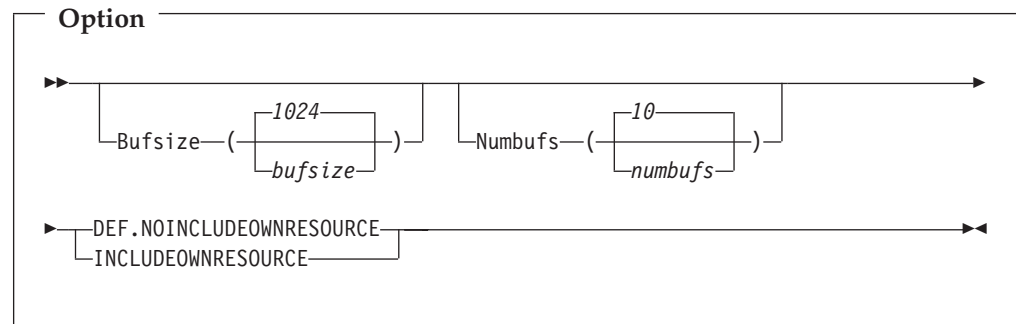 Option
1024
Bufsize ( bufsize )
10
Numbufs ( numbufs )
DEF.NOINCLUDEOWNRESOURCE
INCLUDEOWNRESOURCE